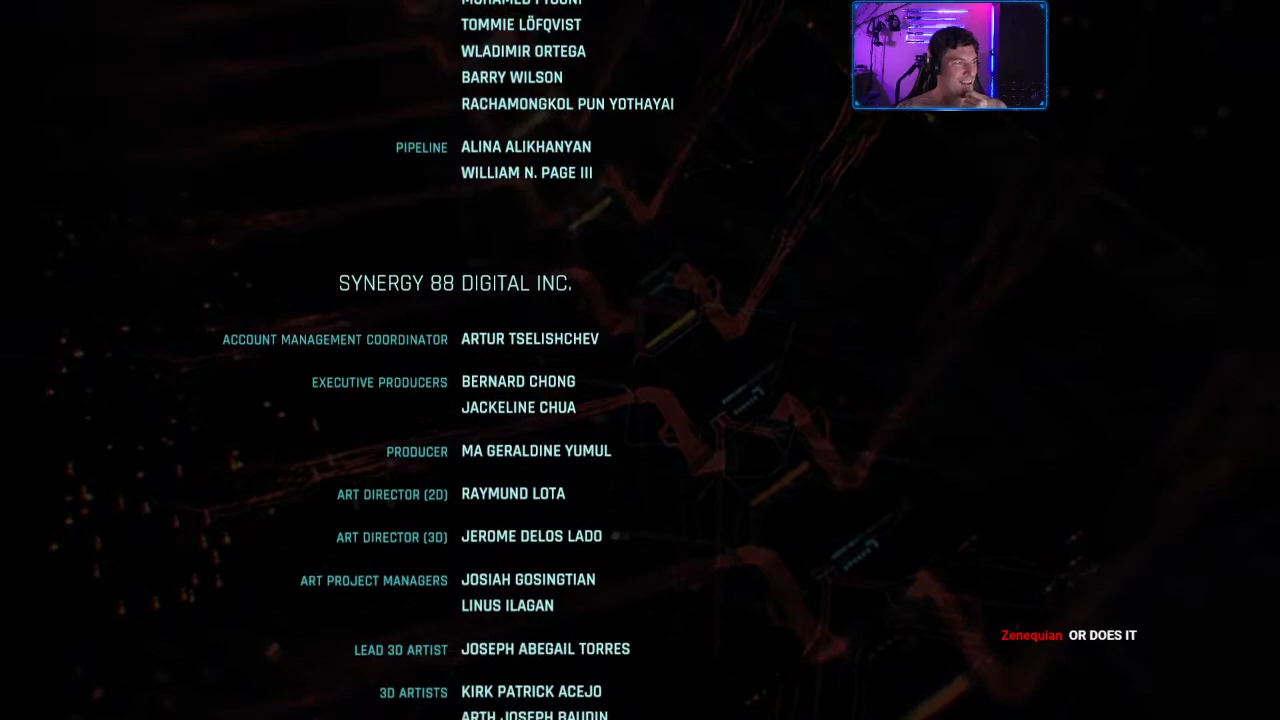 TOMMIE LÖFQVIST
WLADIMIR ORTEGA
BARRY WILSON
RACHAMONGKOL PUN YOTHAYAI
PIPELINE ALINA ALIKHANYAN
WILLIAM N. PAGE III
SYNERGY 88 DIGITAL INC.
ACCOUNT MANAGEMENT COORDINATOR ARTUR TSELISHCHEV
EXECUTIVE PRODUCERS BERNARD CHONG
JACKELINE CHUA
PRODUCER MA GERALDINE YUMUL
ART DIRECTOR (2D) RAYMUND LOTA
ART DIRECTOR (3D) JEROME DELOS LADO
ART PROJECT MANAGERS JOSIAH GOSINGTIAN
LINUS ILAGAN
Zenequian OR DOES IT
LEAD 3D ARTIST JOSEPH ABEGAIL TORRES
3D ARTISTS KIRK PATRICK ACEJO
ARTH JOSEPH BAUDIN